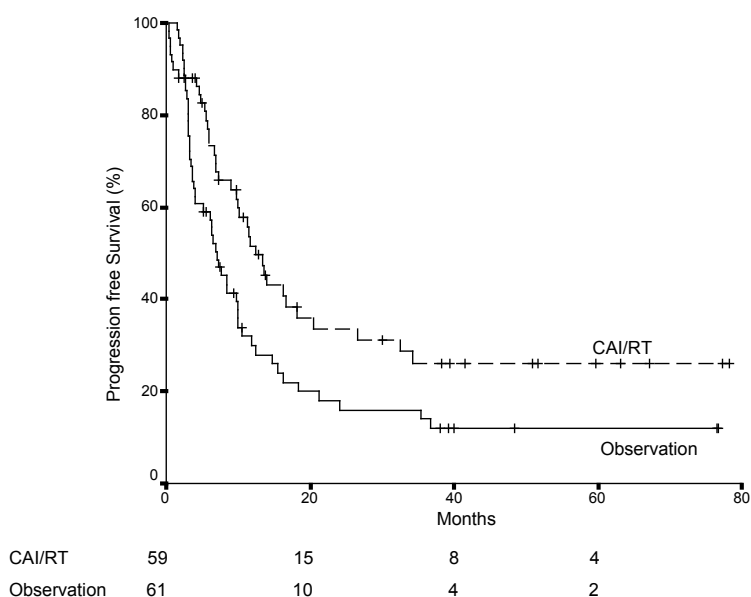 100
80
60
40
20
0
Progression free Survival (%)
CAI/RT
Observation
0 20 40 60 80
Months
CAI/RT 59 15 8 4
Observation 61 10 4 2